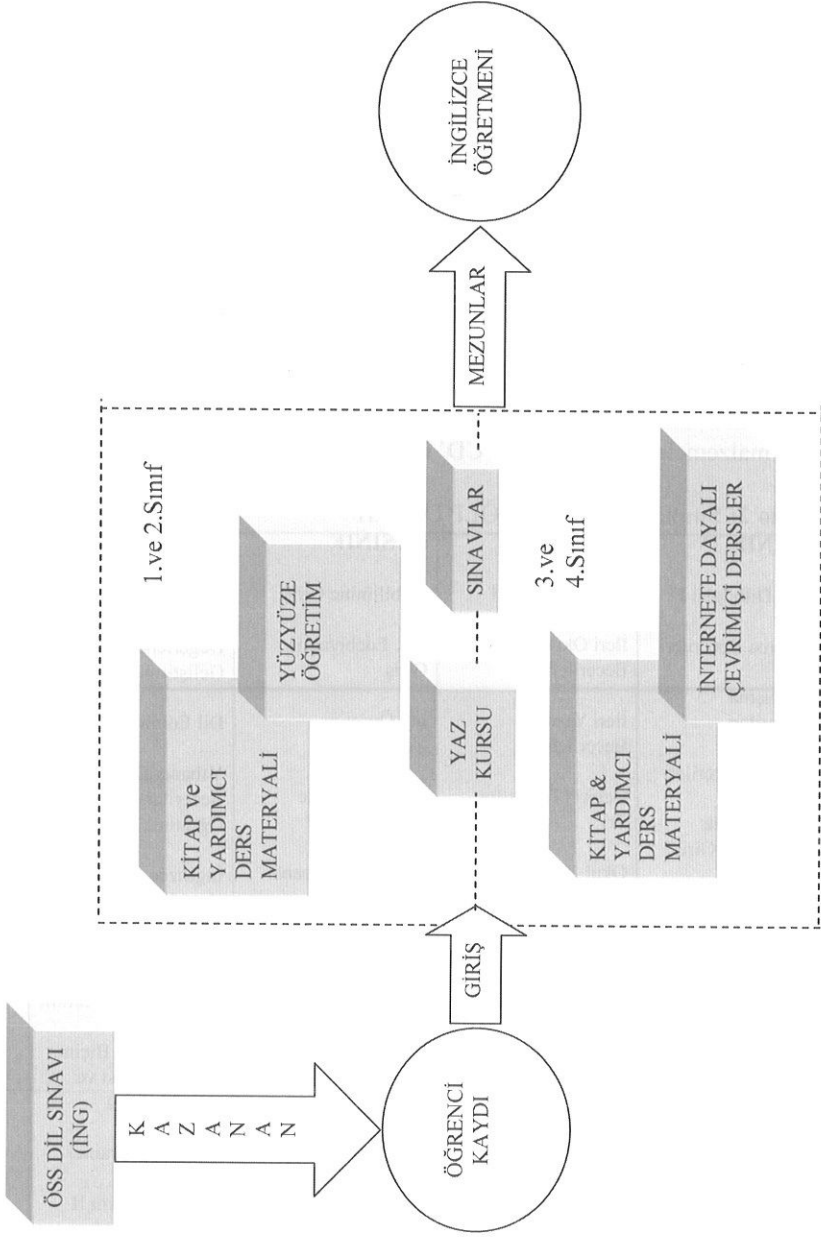 ÖSS DİL SINAVI
(İNG)
K
A
Z
A
N
A
N
ÖĞRENCİ
KAYDI
GİRİŞ
1.ve 2.Sınıf
KİTAP ve
YARDIMCI
DERS
MATERYALİ
YÜZYÜZE
ÖĞRETİM
YAZ
KURSU
SINAVLAR
3.ve
4.Sınıf
KİTAP &
YARDIMCI
DERS
MATERYALİ
İNTERNETE DAYALI
ÇEVRİMİÇİ DERSLER
MEZUNLAR
İNGİLİZCE
ÖĞRETMENİ